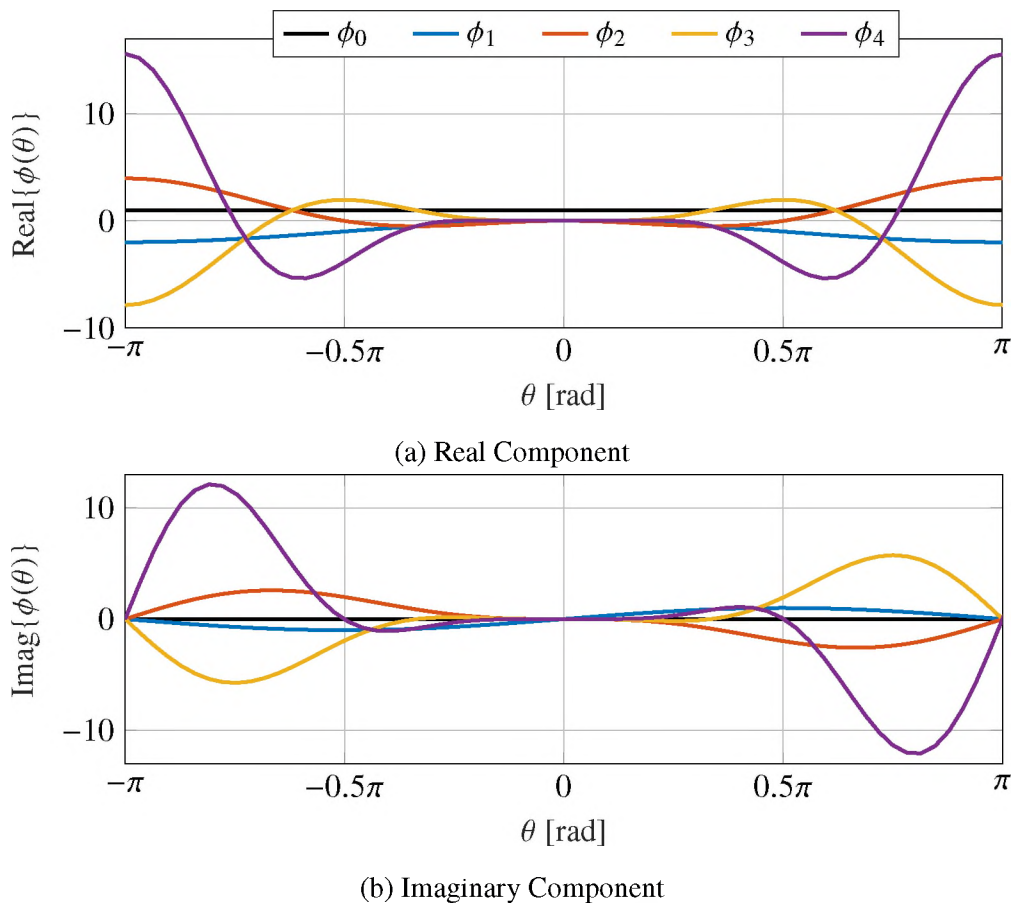 ϕ0 ϕ1 ϕ2 ϕ3 ϕ4
Real{ϕ(θ)}
10
0
−10
−π −0.5π 0 0.5π π
θ [rad]
(a) Real Component
Imag{ϕ(θ)}
10
0
−10
−π −0.5π 0 0.5π π
θ [rad]
(b) Imaginary Component